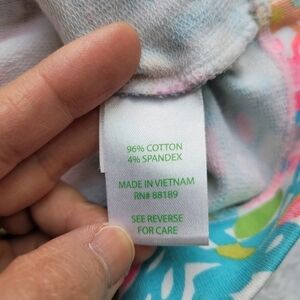 96% COTTON
4% SPANDEX
MADE IN VIETNAM
RN# 88189
SEE REVERSE
FOR CARE